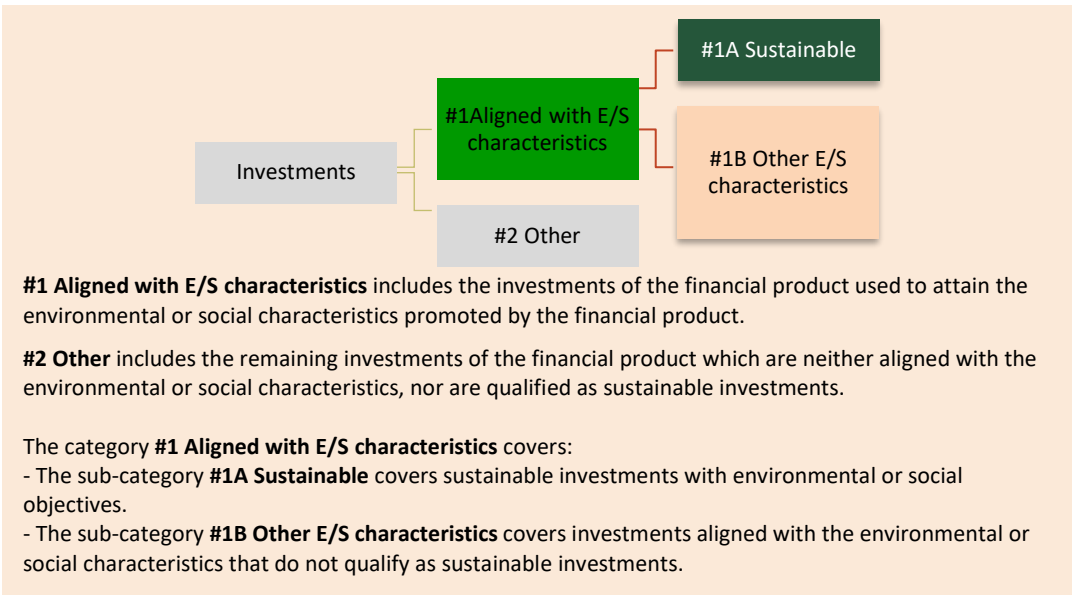 #1A Sustainable
#1Aligned with E/S
characteristics
#1B Other E/S
characteristics
Investments
#2 Other
#1 Aligned with E/S characteristics includes the investments of the financial product used to attain the
environmental or social characteristics promoted by the financial product.
#2 Other includes the remaining investments of the financial product which are neither aligned with the
environmental or social characteristics, nor are qualified as sustainable investments.
The category #1 Aligned with E/S characteristics covers:
- The sub-category #1A Sustainable covers sustainable investments with environmental or social
objectives.
- The sub-category #1B Other E/S characteristics covers investments aligned with the environmental or
social characteristics that do not qualify as sustainable investments.